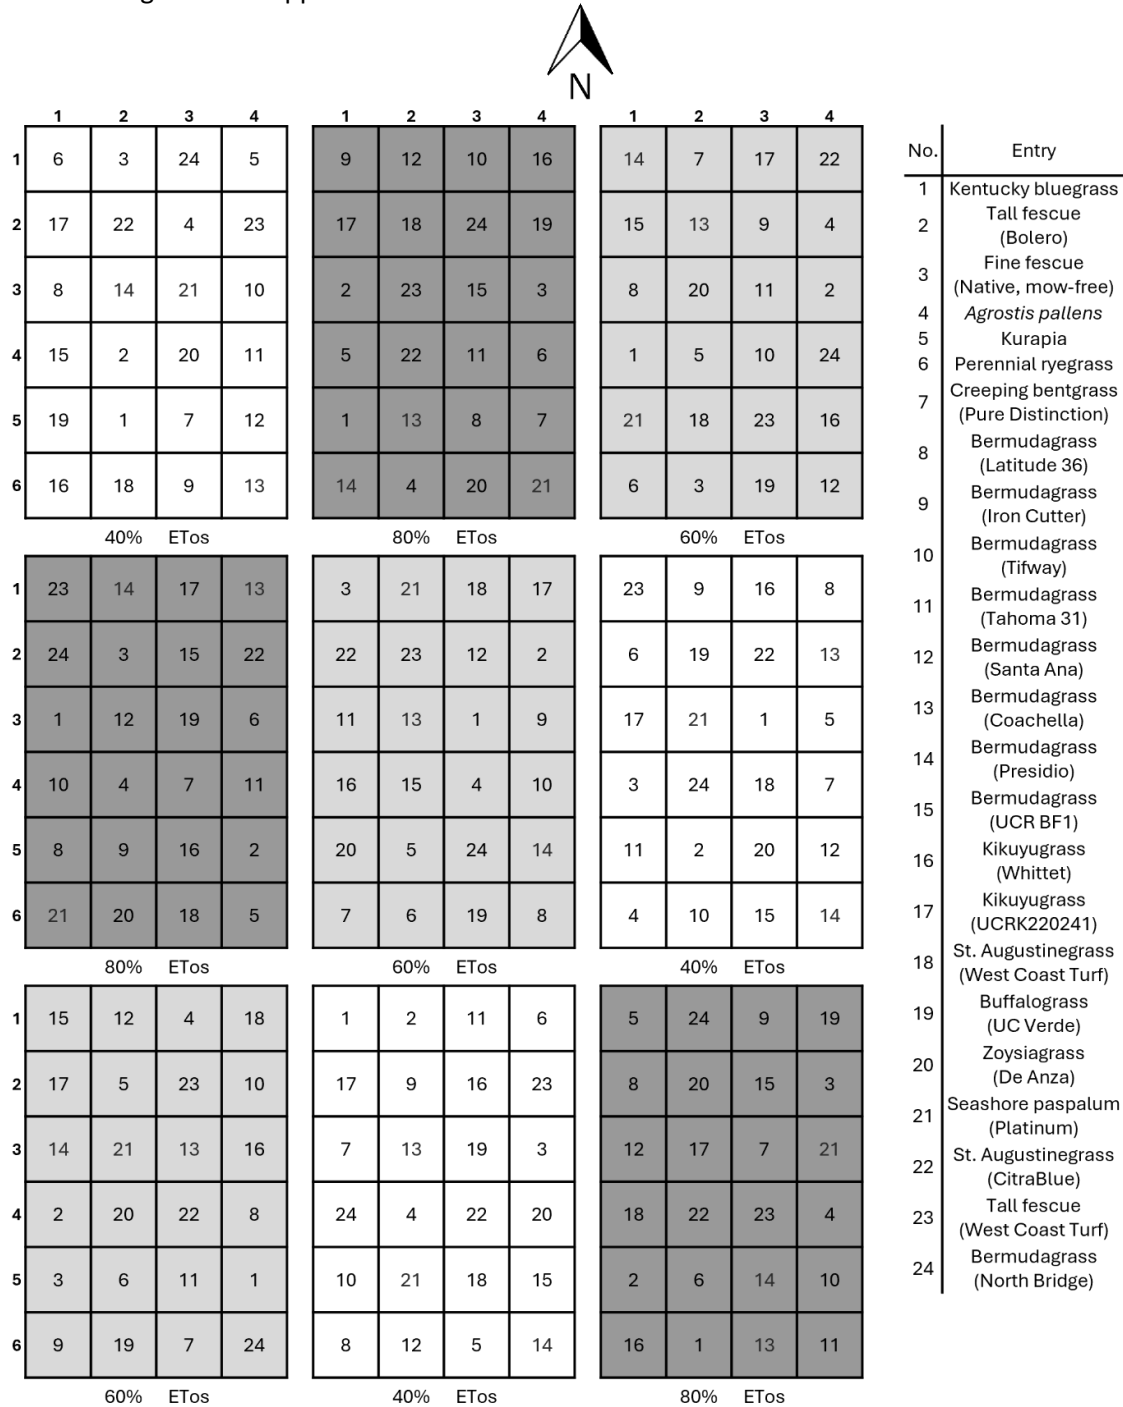 N
1 2 3 4
1 6 3 24 5
2 17 22 4 23
3 8 14 21 10
4 15 2 20 11
5 19 1 7 12
6 16 18 9 13
40% ETos
1 2 3 4
9 12 10 16
17 18 24 19
2 23 15 3
5 22 11 6
1 13 8 7
14 4 20 21
80% ETos
1 2 3 4
14 7 17 22
15 13 9 4
8 20 11 2
1 5 10 24
21 18 23 16
6 3 19 12
60% ETos
1 23 14 17 13
2 24 3 15 22
3 1 12 19 6
4 10 4 7 11
5 8 9 16 2
6 21 20 18 5
80% ETos
3 21 18 17
22 23 12 2
11 13 1 9
16 15 4 10
20 5 24 14
7 6 19 8
60% ETos
23 9 16 8
6 19 22 13
17 21 1 5
3 24 18 7
11 2 20 12
4 10 15 14
40% ETos
1 15 12 4 18
2 17 5 23 10
3 14 21 13 16
4 2 20 22 8
5 3 6 11 1
6 9 19 7 24
60% ETos
1 2 11 6
17 9 16 23
7 13 19 3
24 4 22 20
10 21 18 15
8 12 5 14
40% ETos
5 24 9 19
8 20 15 3
12 17 7 21
18 22 23 4
2 6 14 10
16 1 13 11
80% ETos
No. Entry
1 Kentucky bluegrass
2 Tall fescue
(Bolero)
3 Fine fescue
(Native, mow-free)
4 Agrostis pallens
5 Kurapia
6 Perennial ryegrass
7 Creeping bentgrass
(Pure Distinction)
8 Bermudagrass
(Latitude 36)
9 Bermudagrass
(Iron Cutter)
10 Bermudagrass
(Tifway)
11 Bermudagrass
(Tahoma 31)
12 Bermudagrass
(Santa Ana)
13 Bermudagrass
(Coachella)
14 Bermudagrass
(Presidio)
15 Bermudagrass
(UCR BF1)
16 Kikuyugrass
(Whittet)
17 Kikuyugrass
(UCRK220241)
18 St. Augustinegrass
(West Coast Turf)
19 Buffalograss
(UC Verde)
20 Zoysiagrass
(De Anza)
21 Seashore paspalum
(Platinum)
22 St. Augustinegrass
(CitraBlue)
23 Tall fescue
(West Coast Turf)
24 Bermudagrass
(North Bridge)